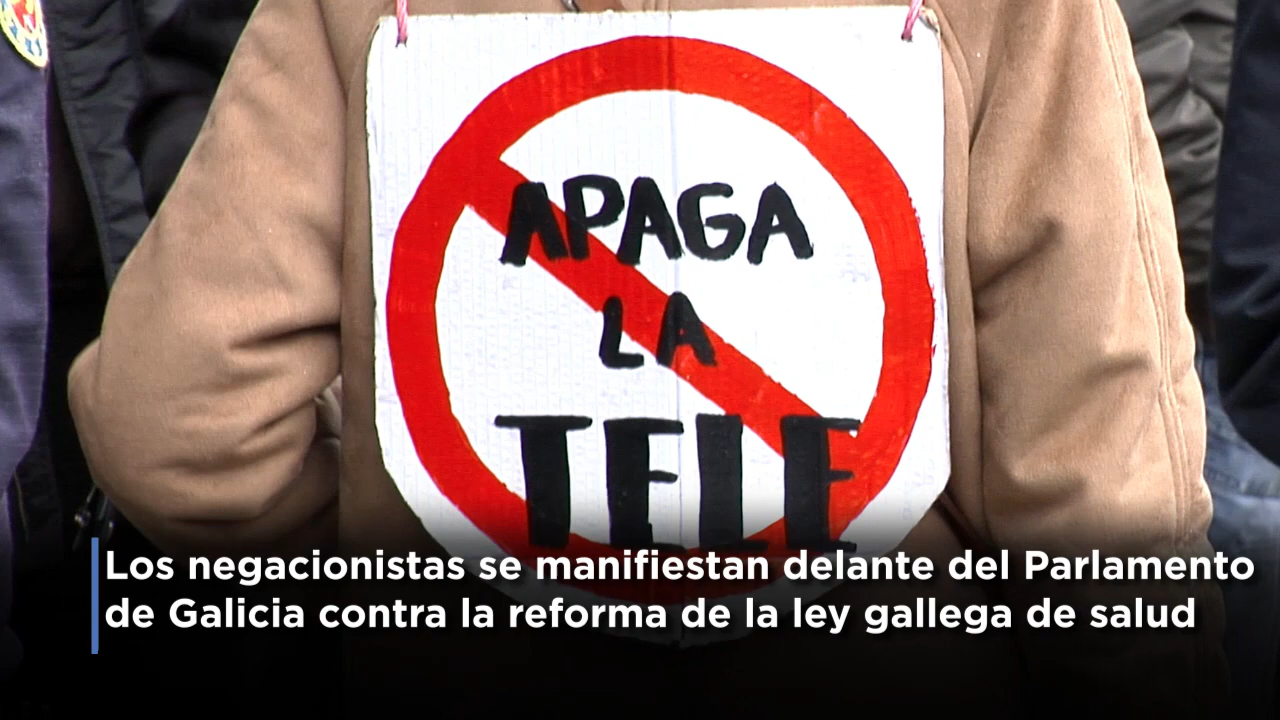 APAGA
LA
TELE
Los negacionistas se manifiestan delante del Parlamento
de Galicia contra la reforma de la ley gallega de salud